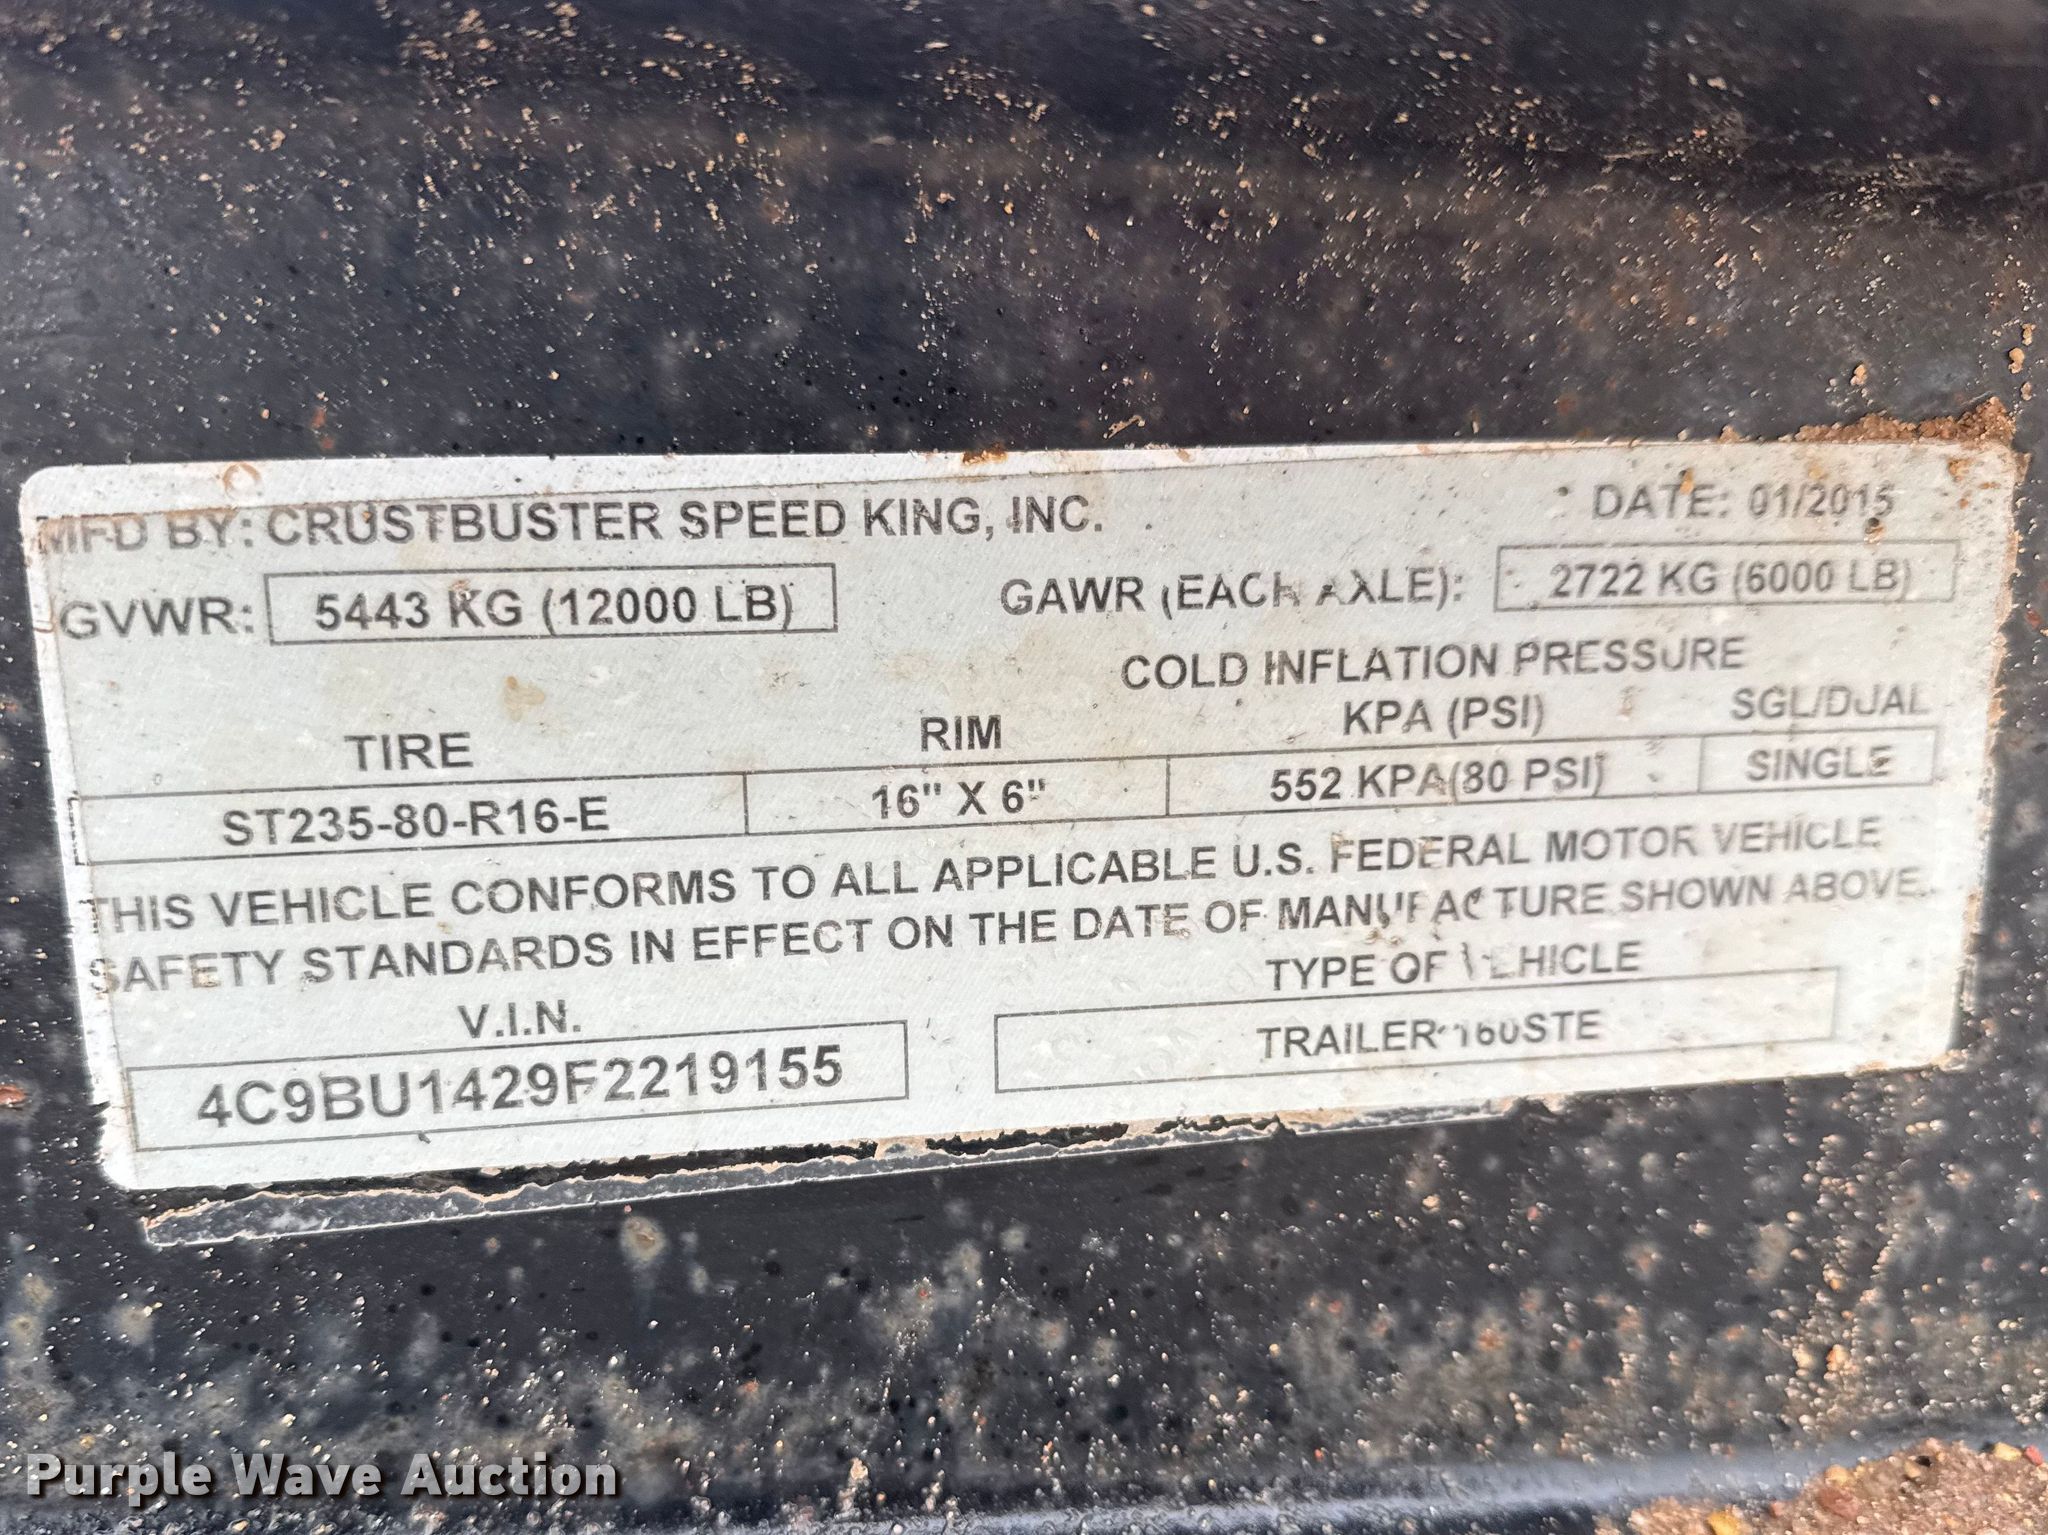 MFD BY: CRUSTBUSTER SPEED KING, INC. DATE: 01/2015
GVWR: 5443 KG (12000 LB) GAWR (EACH AXLE): 2722 KG (6000 LB)
COLD INFLATION PRESSURE
TIRE RIM KPA (PSI) SGL/DUAL
ST235-80-R16-E 16" X 6" 552 KPA(80 PSI) SINGLE
THIS VEHICLE CONFORMS TO ALL APPLICABLE U.S. FEDERAL MOTOR VEHICLE
SAFETY STANDARDS IN EFFECT ON THE DATE OF MANUFACTURE SHOWN ABOVE.
V.I.N. TYPE OF VEHICLE
4C9BU1429F2219155 TRAILER 160STE
Purple Wave Auction